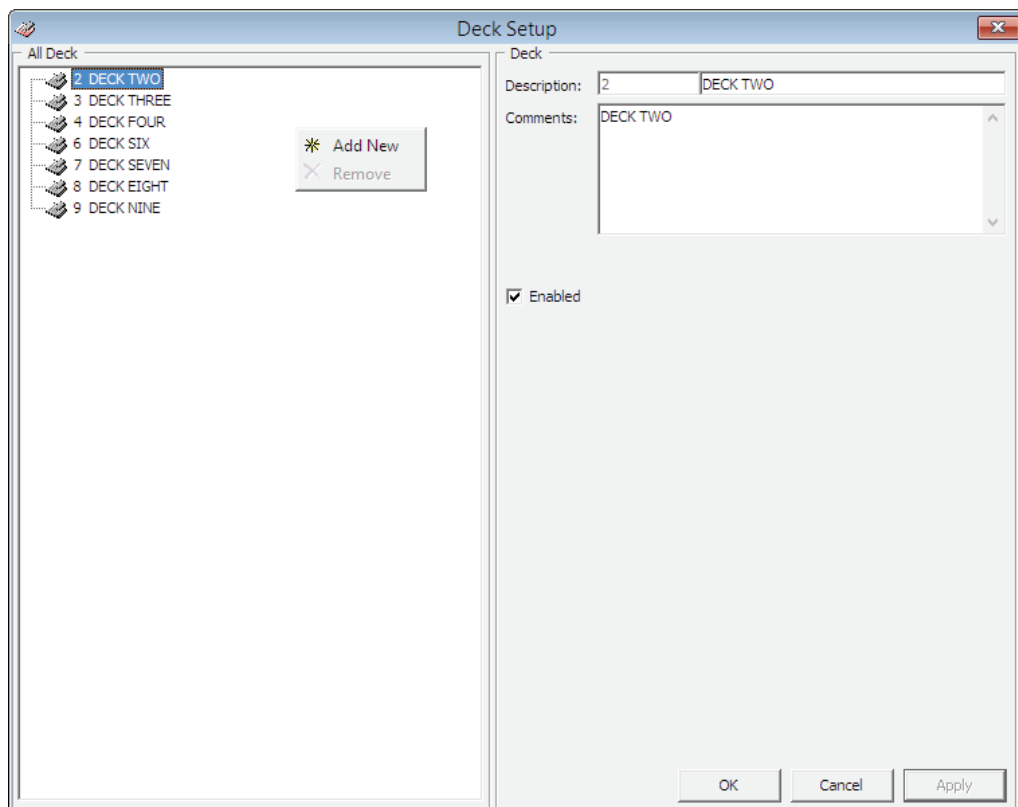 Deck Setup
All Deck
2 DECK TWO
3 DECK THREE
4 DECK FOUR
6 DECK SIX
7 DECK SEVEN
8 DECK EIGHT
9 DECK NINE
Add New
Remove
Deck
Description: 2 DECK TWO
Comments: DECK TWO
Enabled
OK Cancel Apply